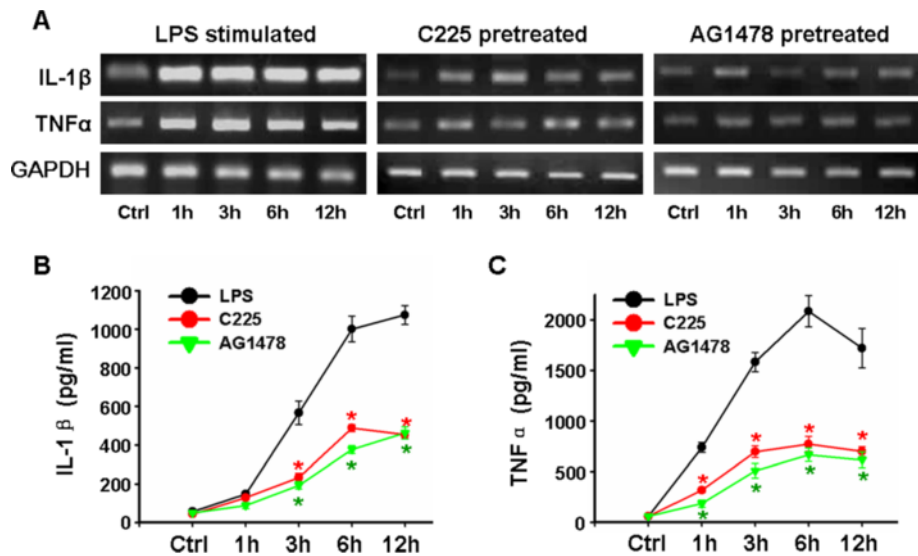 A
LPS stimulated C225 pretreated AG1478 pretreated
IL-1β
TNFα
GAPDH
Ctrl 1h 3h 6h 12h Ctrl 1h 3h 6h 12h Ctrl 1h 3h 6h 12h
B
LPS
C225
AG1478
IL-1 β (pg/ml)
1200
1000
800
600
400
200
0
Ctrl 1h 3h 6h 12h
* * *
* * *
C
LPS
C225
AG1478
TNF α (pg/ml)
2000
1500
1000
500
0
Ctrl 1h 3h 6h 12h
* * * *
* * * *